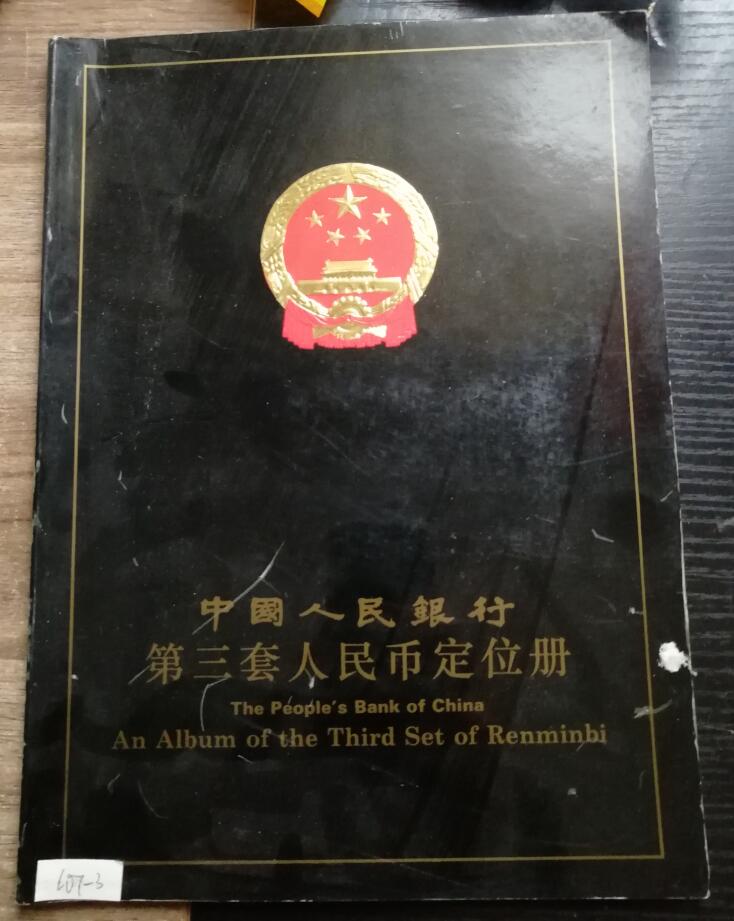 中國人民銀行
第三套人民币定位册
The People's Bank of China
An Album of the Third Set of Renminbi